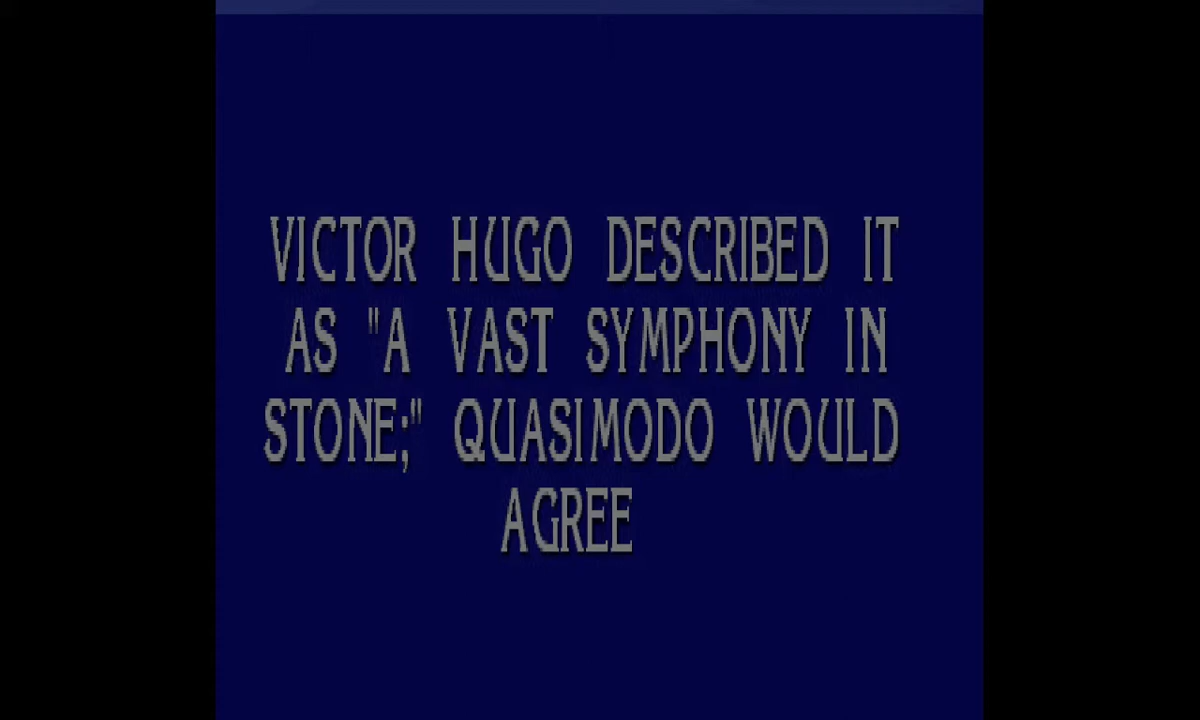 VICTOR HUGO DESCRIBED IT
AS "A VAST SYMPHONY IN
STONE;" QUASIMODO WOULD
AGREE